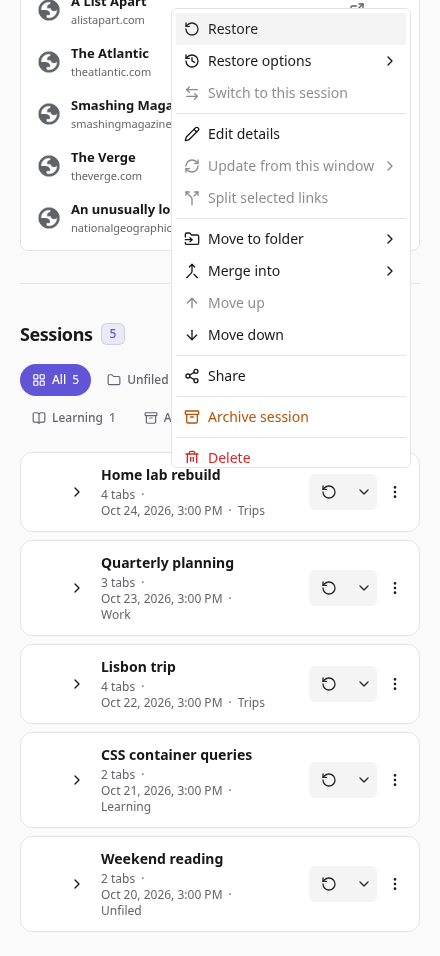 A List Apart
alistapart.com
The Atlantic
theatlantic.com
Smashing Maga
smashingmagazine
The Verge
theverge.com
An unusually lo
nationalgeographic
Restore
Restore options
Switch to this session
Edit details
Update from this window
Split selected links
Move to folder
Merge into
Move up
Move down
Share
Archive session
Delete
Sessions 5
All 5
Unfiled
Learning 1
A
Home lab rebuild
4 tabs ·
Oct 24, 2026, 3:00 PM · Trips
Quarterly planning
3 tabs ·
Oct 23, 2026, 3:00 PM ·
Work
Lisbon trip
4 tabs ·
Oct 22, 2026, 3:00 PM · Trips
CSS container queries
2 tabs ·
Oct 21, 2026, 3:00 PM ·
Learning
Weekend reading
2 tabs ·
Oct 20, 2026, 3:00 PM ·
Unfiled